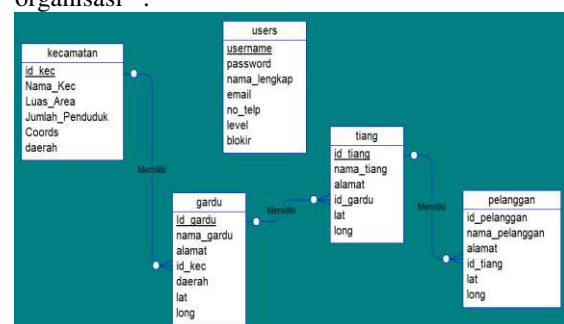 organisasi" .
kecamatan
id_kec
Nama_Kec
Luas_Area
Jumlah_Penduduk
Coords
daerah
users
username
password
nama_lengkap
email
no_telp
level
blokir
tiang
id_tiang
nama_tiang
alamat
id_gardu
lat
long
gardu
Id_gardu
nama_gardu
alamat
id_kec
daerah
lat
long
pelanggan
id_pelanggan
nama_pelanggan
alamat
id_tiang
lat
long
Memiliki
Memiliki
Memiliki